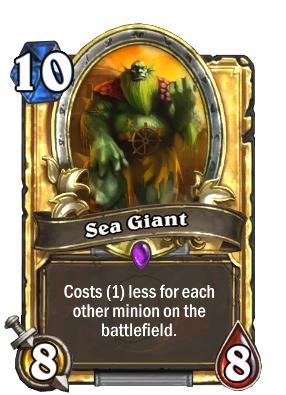 10
Sea Giant
Costs (1) less for each
other minion on the
battlefield.
8 8